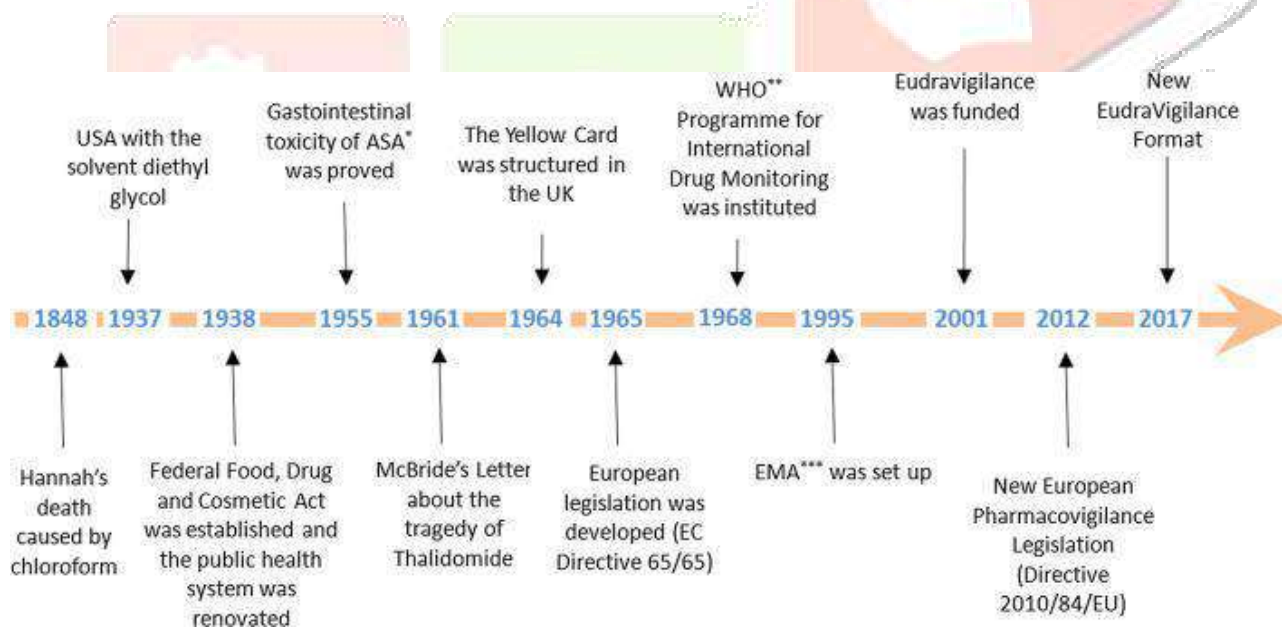 USA with the
solvent diethyl
glycol
Gastointestinal
toxicity of ASA*
was proved
The Yellow Card
was structured in
the UK
WHO**
Programme for
International
Drug Monitoring
was instituted
Eudravigilance
was funded
New
EudraVigilance
Format
1848 1937 1938 1955 1961 1964 1965 1968 1995 2001 2012 2017
Hannah's
death
caused by
chloroform
Federal Food, Drug
and Cosmetic Act
was established and
the public health
system was
renovated
McBride's Letter
about the
tragedy of
Thalidomide
European
legislation was
developed (EC
Directive 65/65)
EMA*** was set up
New European
Pharmacovigilance
Legislation
(Directive
2010/84/EU)